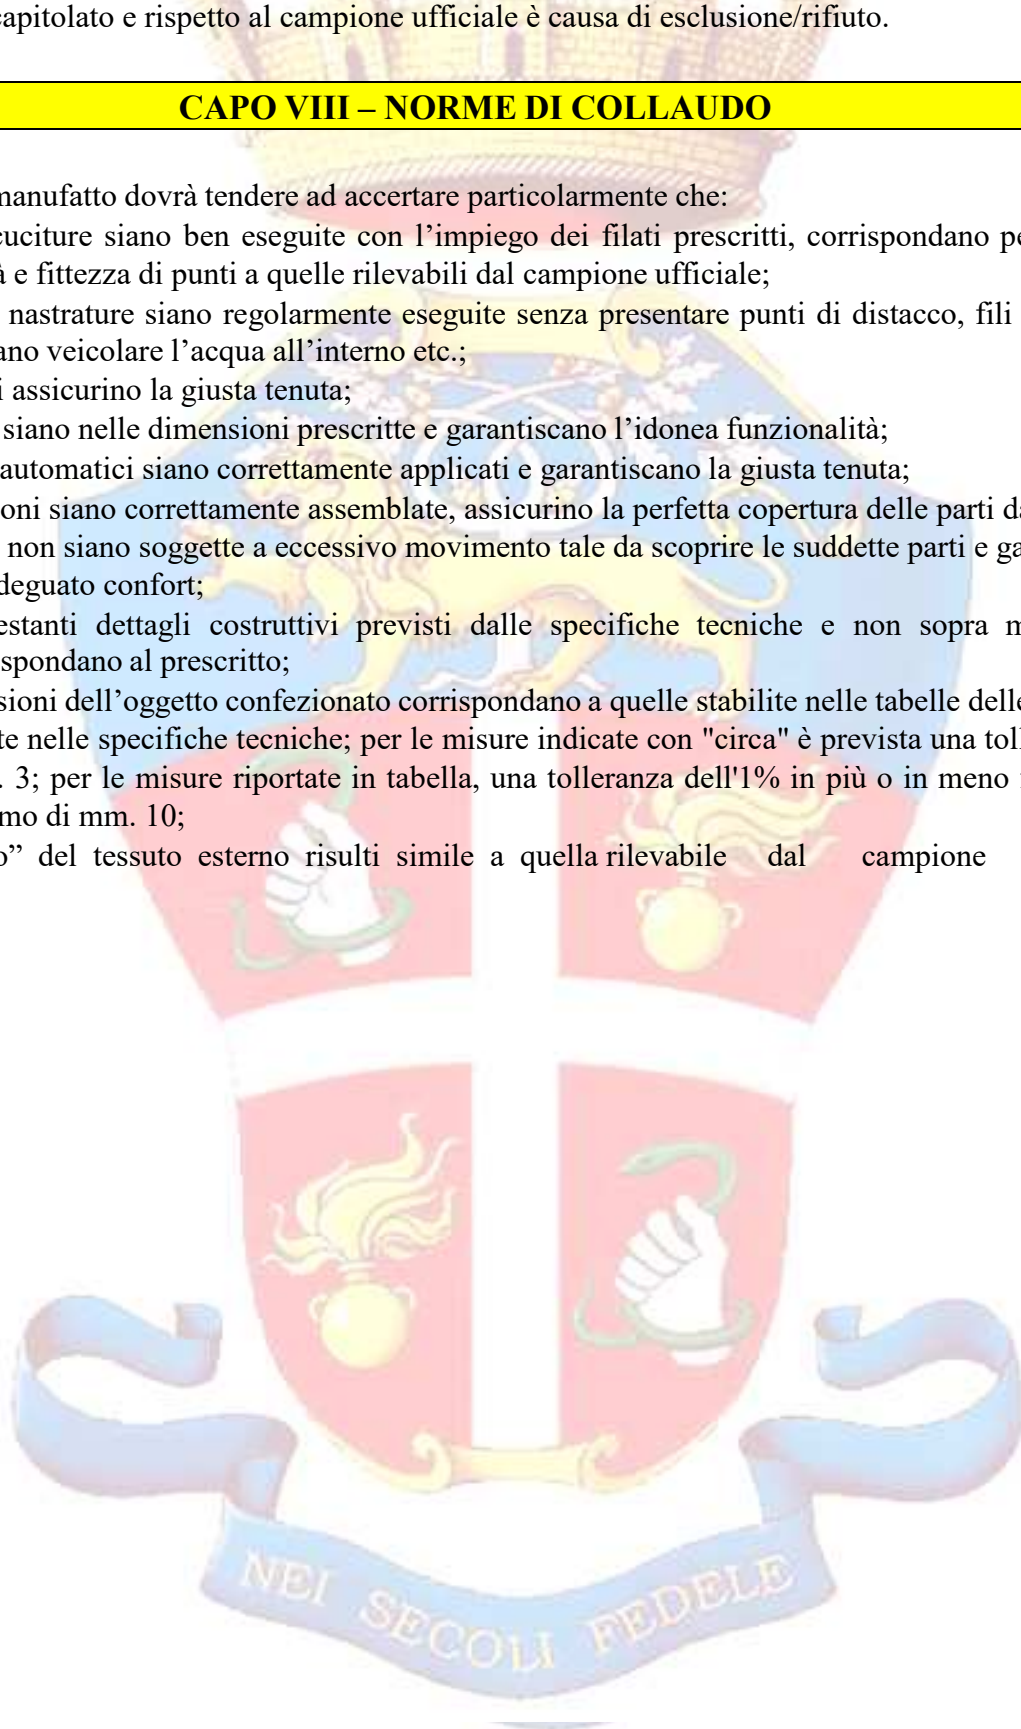 capitolato e rispetto al campione ufficiale è causa di esclusione/rifiuto.
CAPO VIII – NORME DI COLLAUDO
manufatto dovrà tendere ad accertare particolarmente che:
cuciture siano ben eseguite con l’impiego dei filati prescritti, corrispondano
e fittezza di punti a quelle rilevabili dal campione ufficiale;
nastrature siano regolarmente eseguite senza presentare punti di distacco, fili
ano veicolare l’acqua all’interno etc.;
i assicurino la giusta tenuta;
siano nelle dimensioni prescritte e garantiscano l’idonea funzionalità;
automatici siano correttamente applicati e garantiscano la giusta tenuta;
oni siano correttamente assemblate, assicurino la perfetta copertura delle parti
non siano soggette a eccessivo movimento tale da scoprire le suddette parti e
deguato confort;
estanti dettagli costruttivi previsti dalle specifiche tecniche e non sopra
spondano al prescritto;
sioni dell’oggetto confezionato corrispondano a quelle stabilite nelle tabelle delle
te nelle specifiche tecniche; per le misure indicate con "circa" è prevista una toll
. 3; per le misure riportate in tabella, una tolleranza dell'1% in più o in meno
mo di mm. 10;
o” del tessuto esterno risulti simile a quella rilevabile dal campione
NEI SECOLI FEDELE